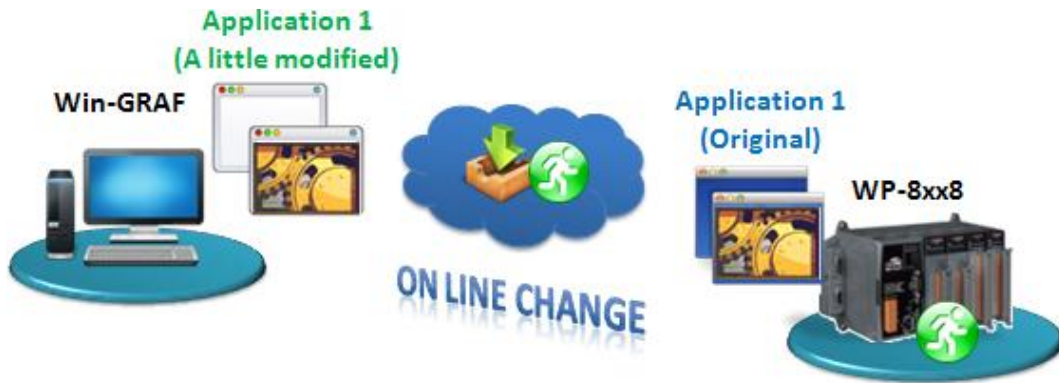 Application 1
(A little modified)
Win-GRAF
Application 1
(Original)
WP-8xx8
ON LINE CHANGE